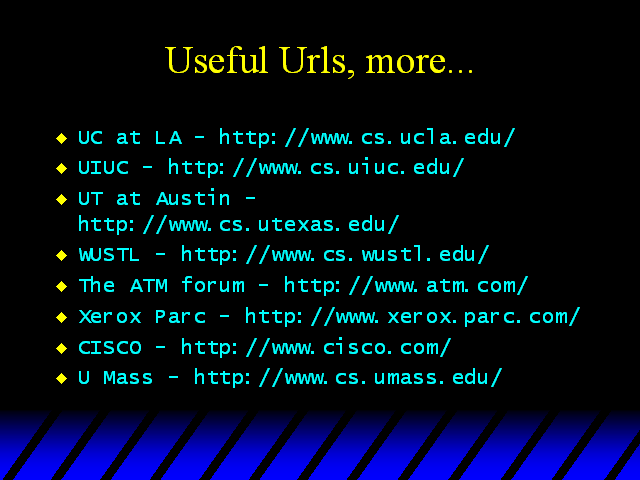 Useful Urls, more...
UC at LA - http://www.cs.ucla.edu/
UIUC - http://www.cs.uiuc.edu/
UT at Austin -
http://www.cs.utexas.edu/
WUSTL - http://www.cs.wustl.edu/
The ATM forum - http://www.atm.com/
Xerox Parc - http://www.xerox.parc.com/
CISCO - http://www.cisco.com/
U Mass - http://www.cs.umass.edu/